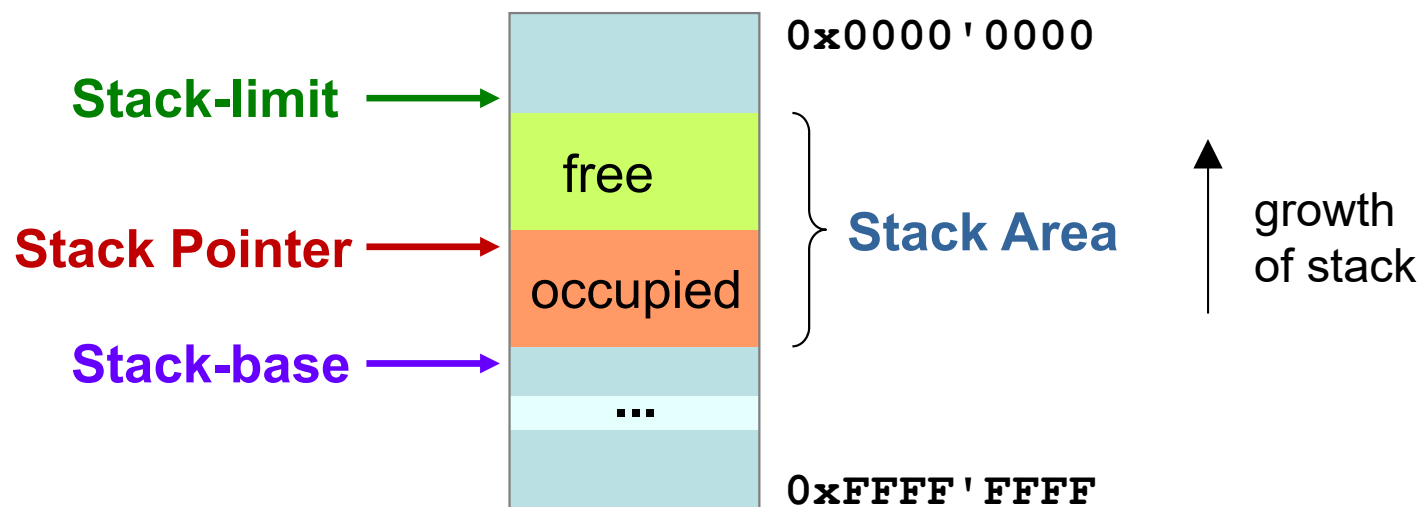 0x0000'0000
Stack-limit
free
Stack Pointer
Stack Area
growth
of stack
occupied
Stack-base
...
0xFFFF'FFFF